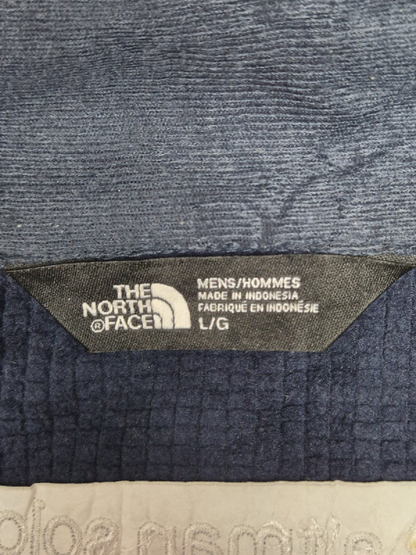 THE
NORTH
FACE
MENS/HOMMES
MADE IN INDONESIA
FABRIQUÉ EN INDONÉSIE
L/G